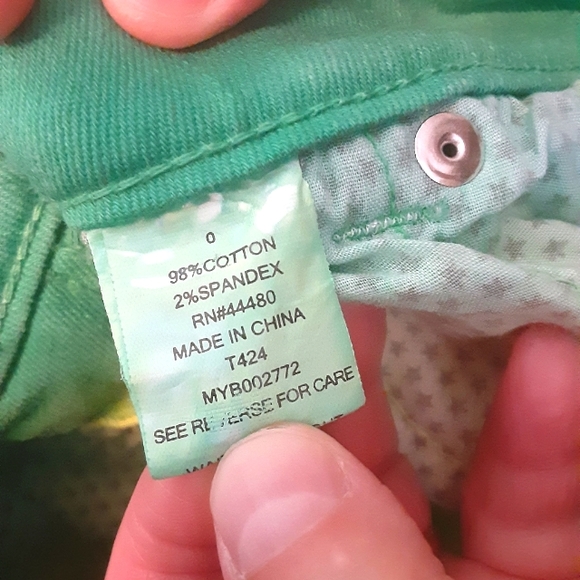 0
98%COTTON
2%SPANDEX
RN#44480
MADE IN CHINA
T424
MYB002772
SEE REVERSE FOR CARE